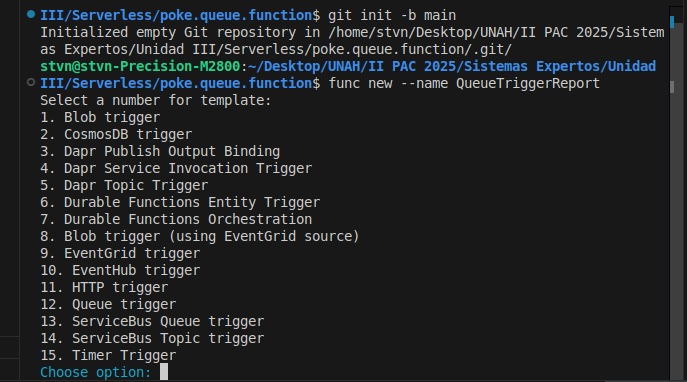 III/Serverless/poke.queue.function$ git init -b main
Initialized empty Git repository in /home/stvn/Desktop/UNAH/II PAC 2025/Sistem
as Expertos/Unidad III/Serverless/poke.queue.function/.git/
stvn@stvn-Precision-M2800:~/Desktop/UNAH/II PAC 2025/Sistemas Expertos/Unidad
III/Serverless/poke.queue.function$ func new --name QueueTriggerReport
Select a number for template:
1. Blob trigger
2. CosmosDB trigger
3. Dapr Publish Output Binding
4. Dapr Service Invocation Trigger
5. Dapr Topic Trigger
6. Durable Functions Entity Trigger
7. Durable Functions Orchestration
8. Blob trigger (using EventGrid source)
9. EventGrid trigger
10. EventHub trigger
11. HTTP trigger
12. Queue trigger
13. ServiceBus Queue trigger
14. ServiceBus Topic trigger
15. Timer Trigger
Choose option: